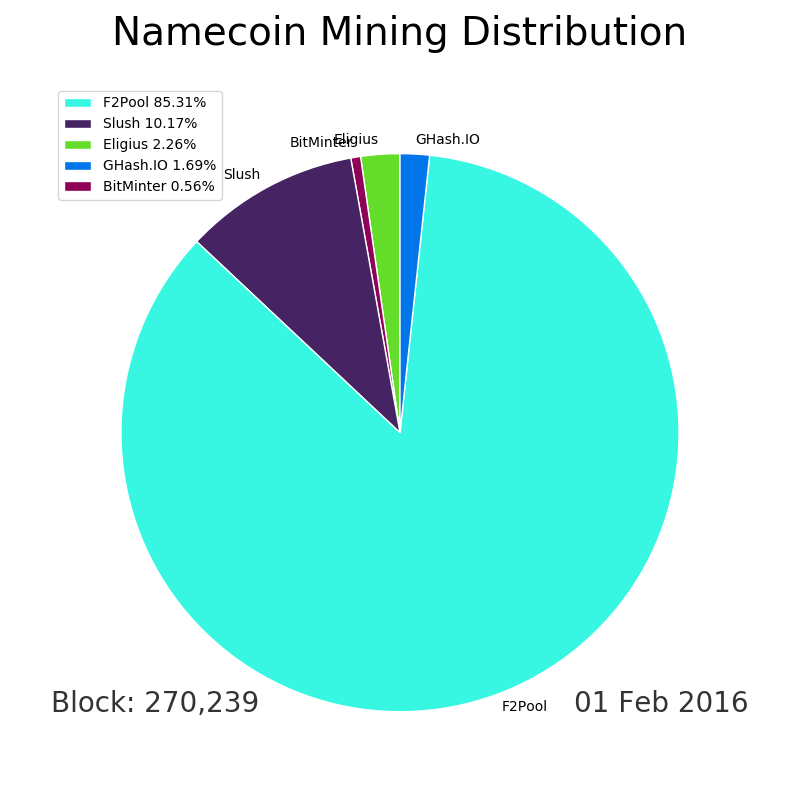 Namecoin Mining Distribution
F2Pool 85.31%
Slush 10.17%
Eligius 2.26%
GHash.IO 1.69%
BitMinter 0.56%
Eligius
GHash.IO
BitMinter
Slush
F2Pool
Block: 270,239
01 Feb 2016